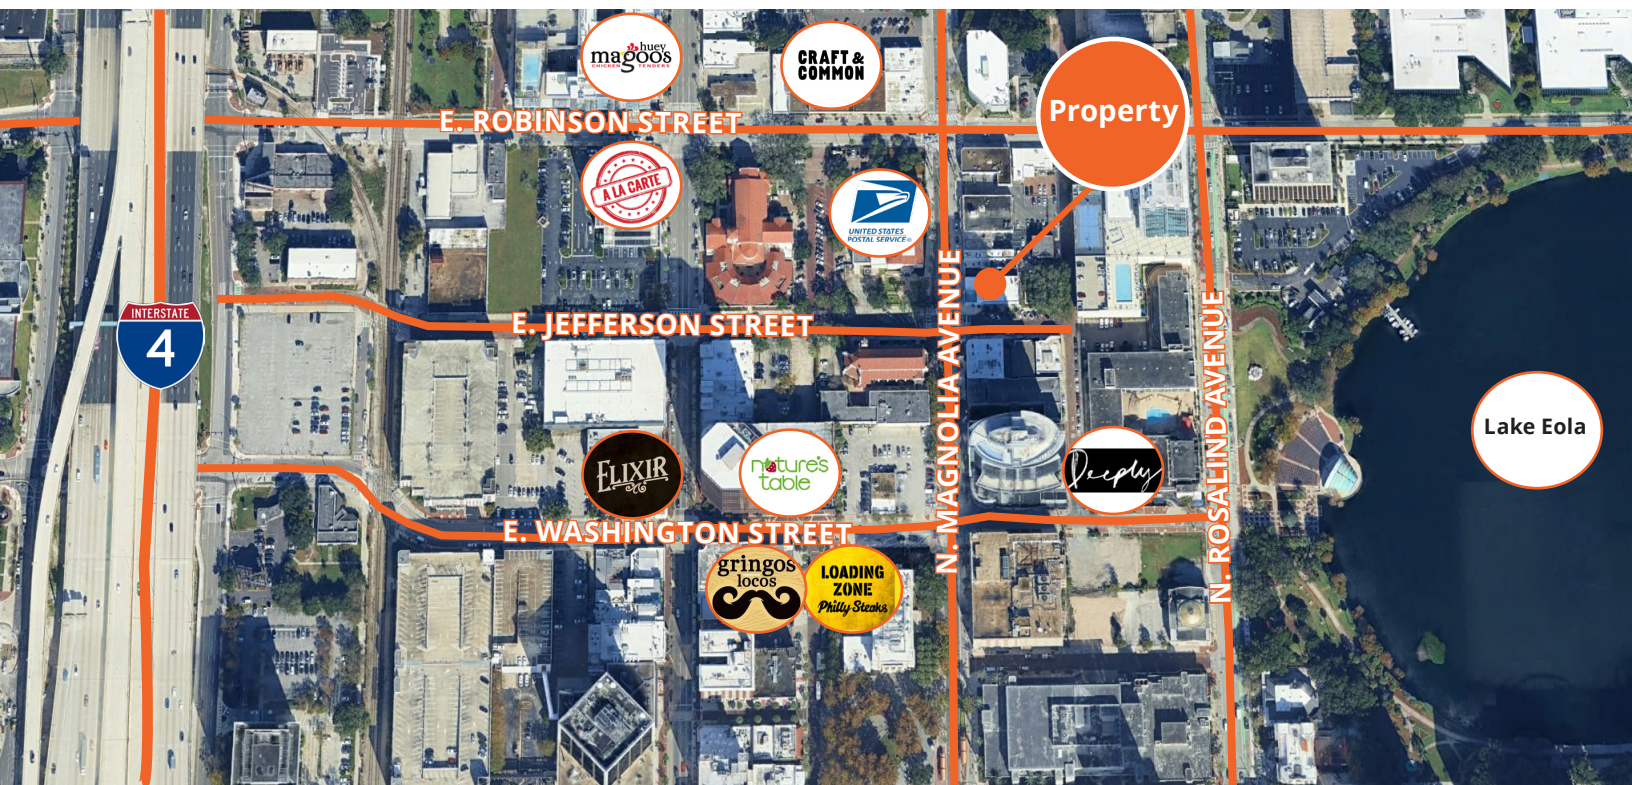 huey
magoos
CHICKEN TENDERS
CRAFT &
COMMON
Property
E. ROBINSON STREET
A LA CARTE
UNITED STATES
POSTAL SERVICE®
N. MAGNOLIA AVENUE
N. ROSALIND AVENUE
INTERSTATE
4
E. JEFFERSON STREET
Lake Eola
ELIXIR
nature's
table
Deeply
E. WASHINGTON STREET
gringos
locos
LOADING
ZONE
Philly Steaks